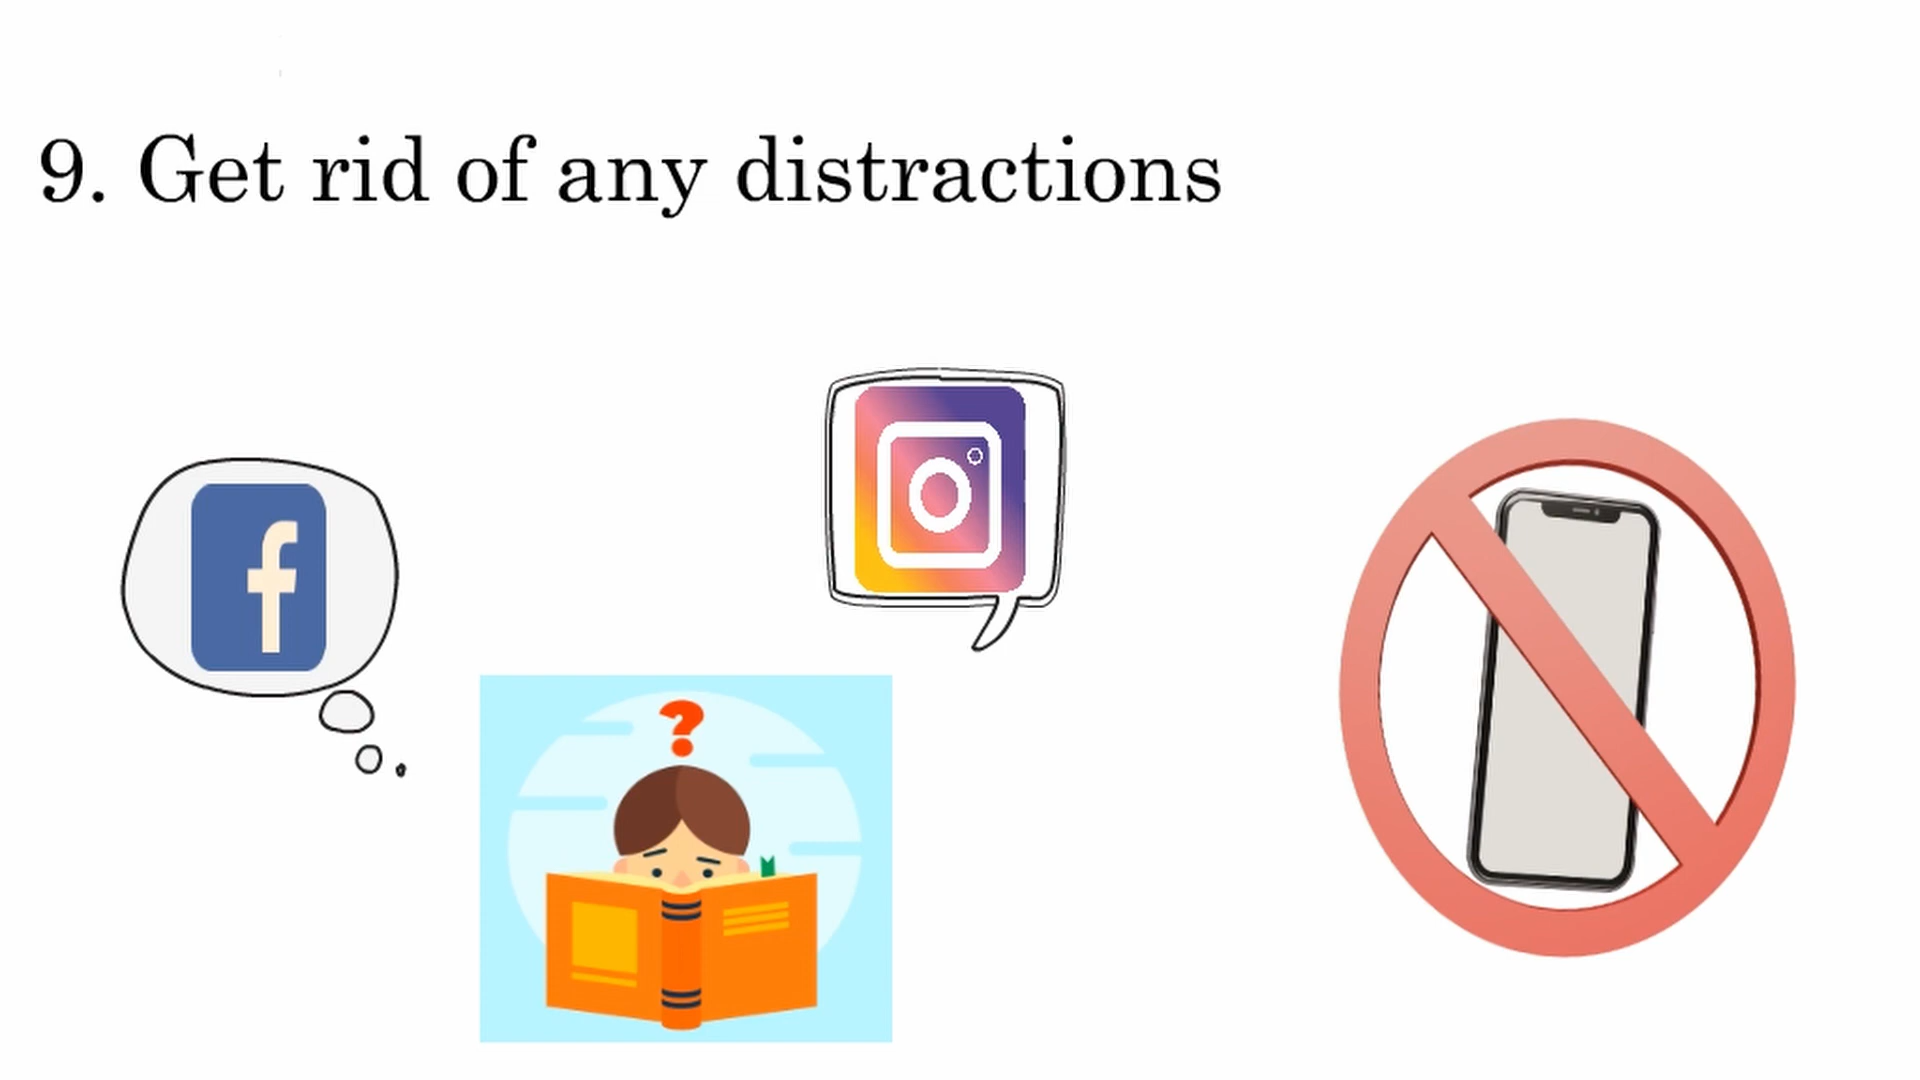 9. Get rid of any distractions
f
?